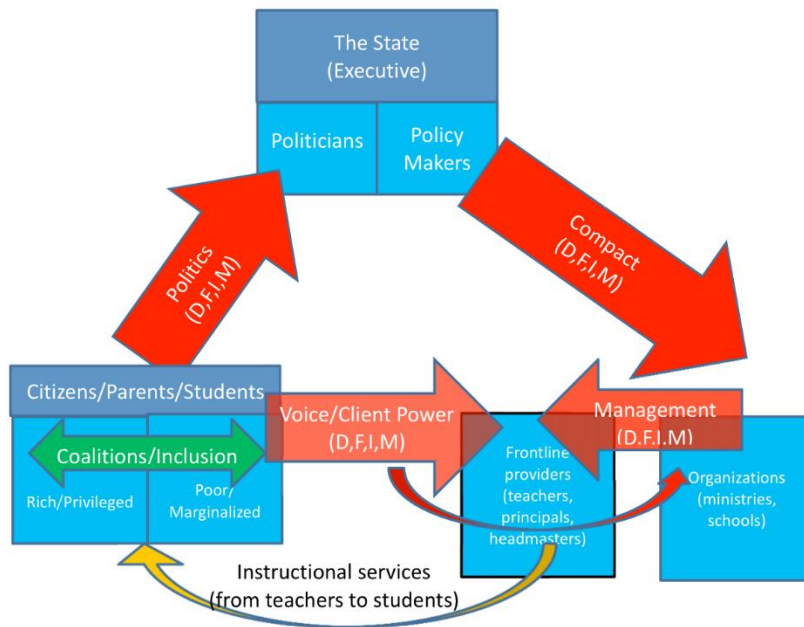 The State
(Executive)
Politicians
Policy
Makers
Politics
(D,F,I,M)
Compact
(D,F,I,M)
Citizens/Parents/Students
Coalitions/Inclusion
Rich/Privileged
Poor/
Marginalized
Voice/Client Power
(D,F,I,M)
Management
(D.F.I.M)
Frontline
providers
(teachers,
principals,
headmasters)
Organizations
(ministries,
schools)
Instructional services
(from teachers to students)